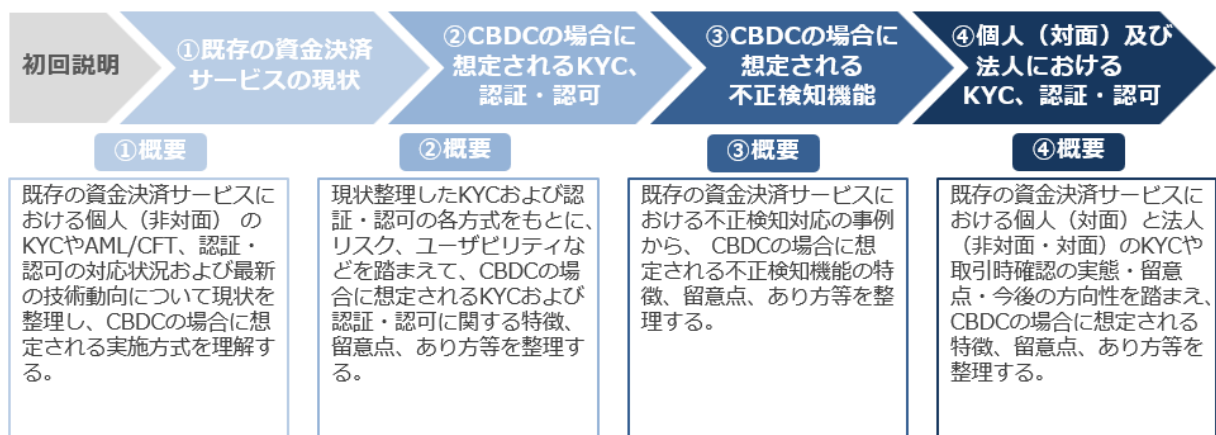 初回説明
①既存の資金決済
サービスの現状
②CBDCの場合に
想定されるKYC、
認証・認可
③CBDCの場合に
想定される
不正検知機能
④個人（対面）及び
法人における
KYC、認証・認可
①概要
②概要
③概要
④概要
既存の資金決済サービスに
おける個人（非対面） の
KYCやAML/CFT、認証・
認可の対応状況および最新
の技術動向について現状を
整理し、CBDCの場合に想
定される実施方式を理解す
る。
現状整理したKYCおよび認
証・認可の各方式をもとに、
リスク、ユーザビリティな
どを踏まえて、CBDCの場
合に想定されるKYCおよび
認証・認可に関する特徴、
留意点、あり方等を整理す
る。
既存の資金決済サービスに
おける不正検知対応の事例
から、 CBDCの場合に想
定される不正検知機能の特
徴、留意点、あり方等を整
理する。
既存の資金決済サービスに
おける個人（対面）と法人
（非対面・対面）のKYCや
取引時確認の実態・留意
点・今後の方向性を踏まえ、
CBDCの場合に想定される
特徴、留意点、あり方等を
整理する。